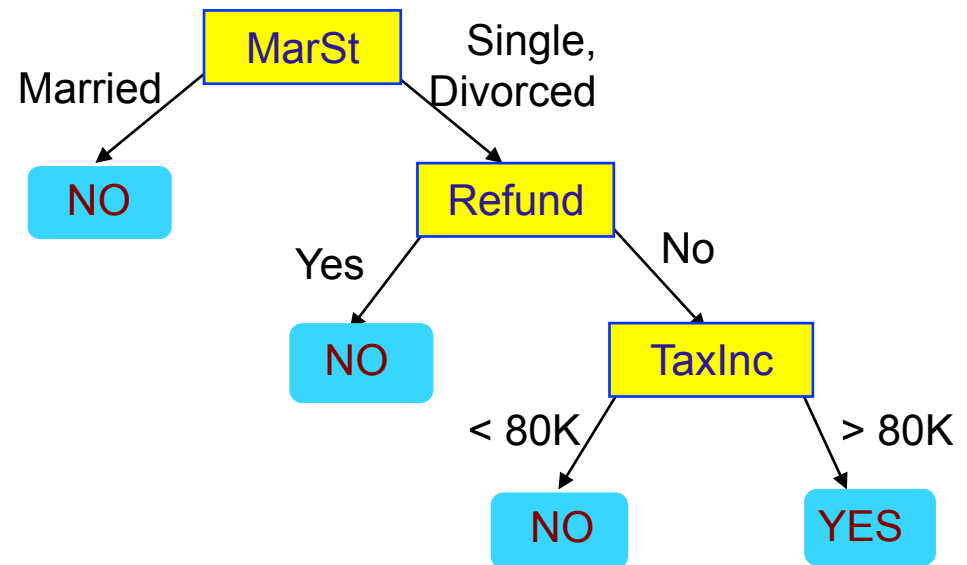 MarSt
Single,
Divorced
Married
NO
Refund
Yes
No
NO
TaxInc
< 80K
> 80K
NO
YES